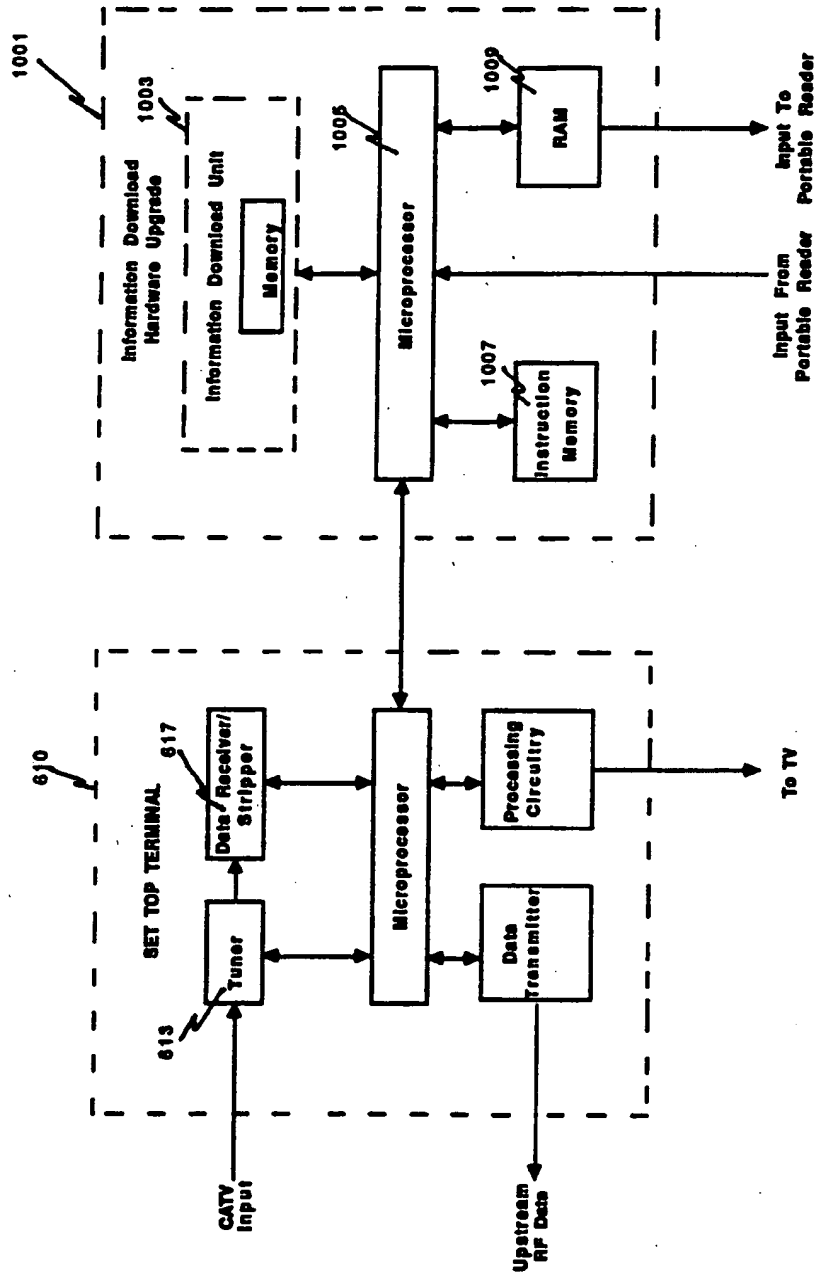 610
SET TOP TERMINAL
613
Tuner
617
Data Receiver/
Stripper
CATV
Input
Microprocessor
Data
Transmitter
Processing
Circuitry
Upstream
RF Data
To TV
1001
Information Download
Hardware Upgrade
1003
Information Download Unit
Memory
1005
Microprocessor
1007
Instruction
Memory
1009
RAM
Input From
Portable Reader
Input To
Portable Reader